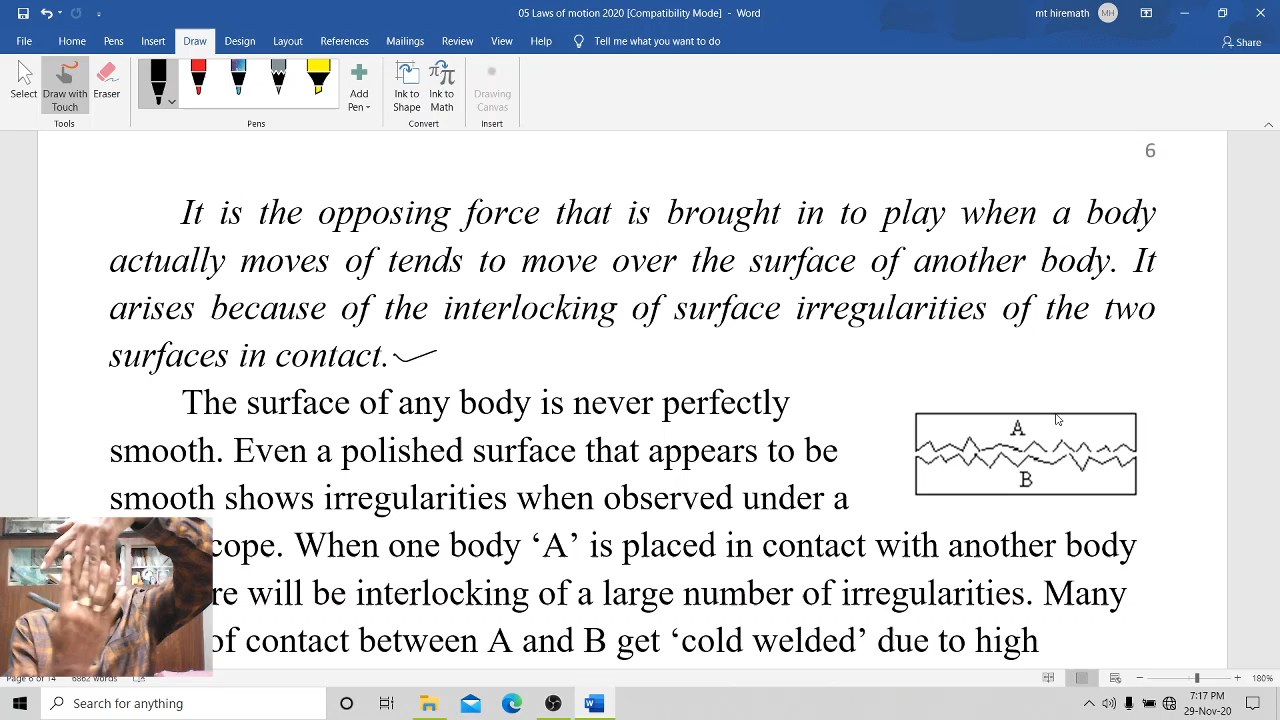 05 Laws of motion 2020 [Compatibility Mode] - Word
mt hiremath
MH
File Home Pens Insert Draw Design Layout References Mailings Review View Help Tell me what you want to do
Share
Select
Draw with Touch
Eraser
Add Pen
Ink to Shape
Ink to Math
Drawing Canvas
Tools
Pens
Convert
Insert
6
It is the opposing force that is brought in to play when a body
actually moves of tends to move over the surface of another body. It
arises because of the interlocking of surface irregularities of the two
surfaces in contact.
The surface of any body is never perfectly
smooth. Even a polished surface that appears to be
smooth shows irregularities when observed under a
A
B
cope. When one body ‘A’ is placed in contact with another body
re will be interlocking of a large number of irregularities. Many
of contact between A and B get ‘cold welded’ due to high
Page 6 of 14 6862 words
180%
Search for anything
7:17 PM
29-Nov-20